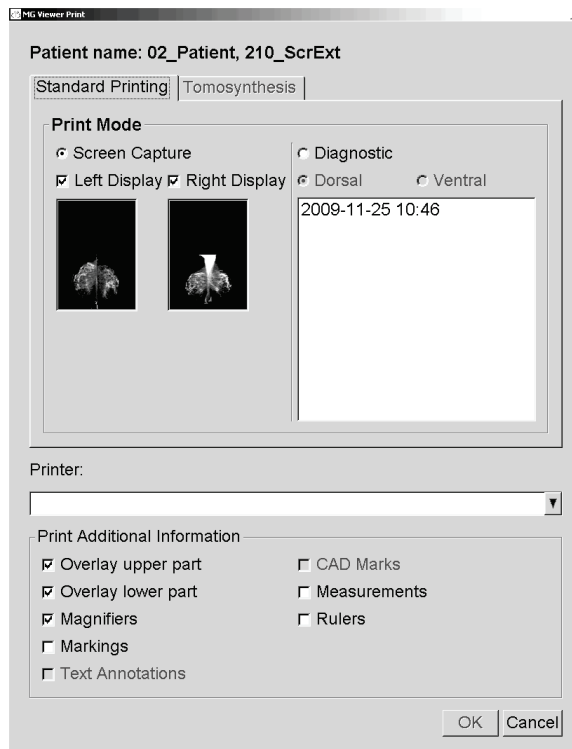 MG Viewer Print
Patient name: 02_Patient, 210_ScrExt
Standard Printing Tomosynthesis
Print Mode
Screen Capture Diagnostic
Left Display Right Display Dorsal Ventral
2009-11-25 10:46
Printer:
Print Additional Information
Overlay upper part CAD Marks
Overlay lower part Measurements
Magnifiers Rulers
Markings
Text Annotations
OK Cancel